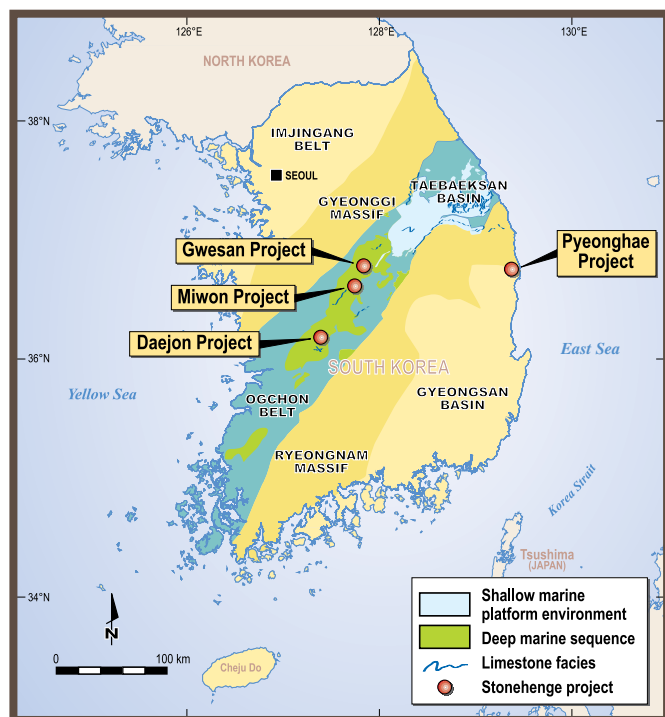 126°E
128°E
130°E
NORTH KOREA
38°N
IMJINGANG
BELT
SEOUL
TAEBAEKSAN
BASIN
GYEONGGI
MASSIF
Gwesan Project
Pyeonghae
Project
Miwon Project
Daejon Project
36°N
East Sea
SOUTH KOREA
Yellow Sea
OGCHON
BELT
GYEONGSAN
BASIN
RYEONGNAM
MASSIF
Korea Strait
Tsushima
(JAPAN)
34°N
N
0
100 km
Cheju Do
Shallow marine
platform environment
Deep marine sequence
Limestone facies
Stonehenge project